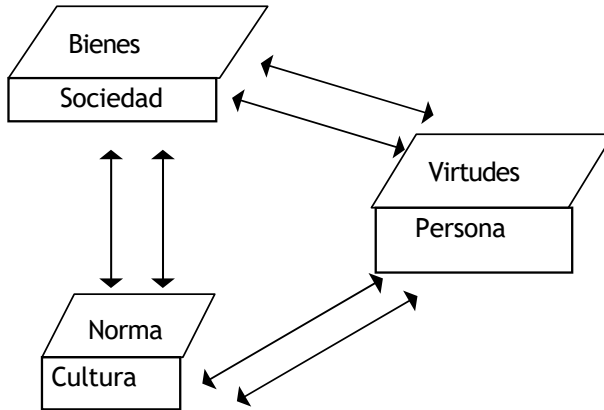 Bienes
Sociedad
Virtudes
Persona
Norma
Cultura